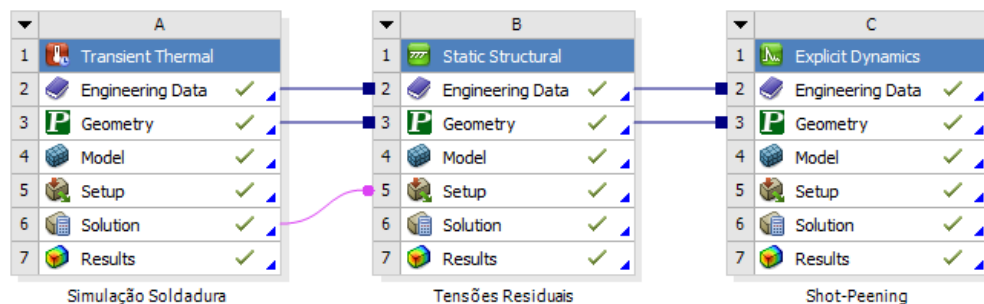 A
1 Transient Thermal
2 Engineering Data
3 P Geometry
4 Model
5 Setup
6 Solution
7 Results
Simulação Soldadura
B
1 Static Structural
2 Engineering Data
3 P Geometry
4 Model
5 Setup
6 Solution
7 Results
Tensões Residuais
C
1 Explicit Dynamics
2 Engineering Data
3 P Geometry
4 Model
5 Setup
6 Solution
7 Results
Shot-Peening